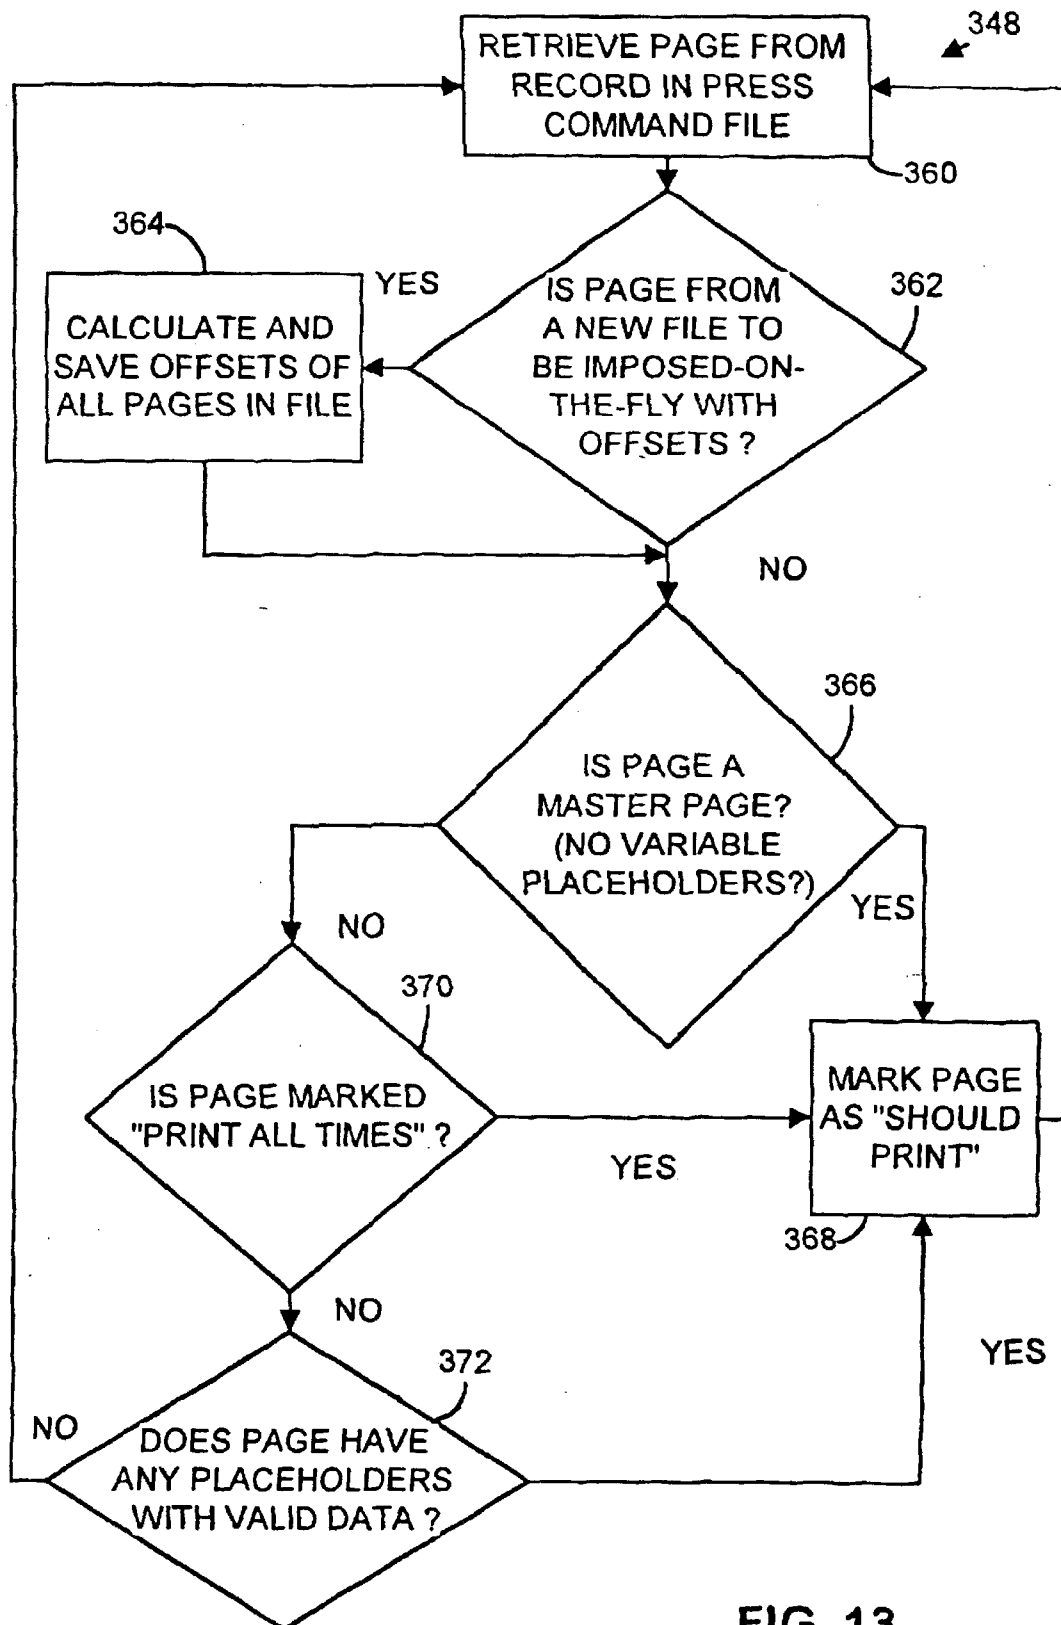 348
RETRIEVE PAGE FROM
RECORD IN PRESS
COMMAND FILE
360
364
YES
362
IS PAGE FROM
A NEW FILE TO
BE IMPOSED-ON-
THE-FLY WITH
OFFSETS ?
CALCULATE AND
SAVE OFFSETS OF
ALL PAGES IN FILE
NO
366
IS PAGE A
MASTER PAGE?
(NO VARIABLE
PLACEHOLDERS?)
YES
NO
370
IS PAGE MARKED
"PRINT ALL TIMES" ?
YES
MARK PAGE
AS "SHOULD
PRINT"
368
NO
372
YES
NO
DOES PAGE HAVE
ANY PLACEHOLDERS
WITH VALID DATA ?
FIG. 13